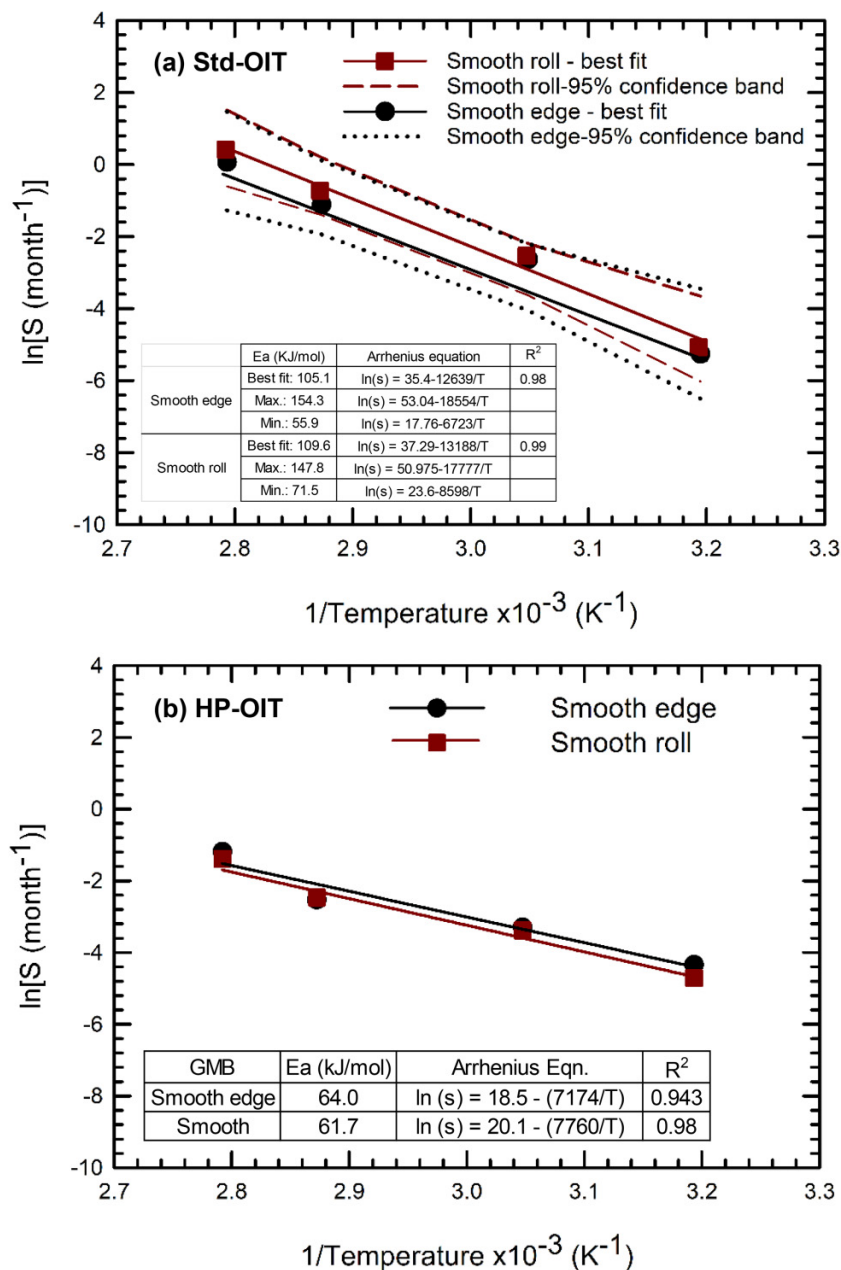 4
(a) Std-OIT
Smooth roll - best fit
Smooth roll-95% confidence band
Smooth edge - best fit
Smooth edge-95% confidence band
2
0
-2
-4
-6
-8
-10
ln[S (month⁻¹)]
Ea (KJ/mol) Arrhenius equation R²
Smooth edge Best fit: 105.1 ln(s) = 35.4-12639/T 0.98
Max.: 154.3 ln(s) = 53.04-18554/T
Min.: 55.9 ln(s) = 17.76-6723/T
Smooth roll Best fit: 109.6 ln(s) = 37.29-13188/T 0.99
Max.: 147.8 ln(s) = 50.975-17777/T
Min.: 71.5 ln(s) = 23.6-8598/T
2.7 2.8 2.9 3.0 3.1 3.2 3.3
1/Temperature x10⁻³ (K⁻¹)
4
(b) HP-OIT
Smooth edge
Smooth roll
2
0
-2
-4
-6
-8
-10
ln[S (month⁻¹)]
GMB Ea (kJ/mol) Arrhenius Eqn. R²
Smooth edge 64.0 ln (s) = 18.5 - (7174/T) 0.943
Smooth 61.7 ln (s) = 20.1 - (7760/T) 0.98
2.7 2.8 2.9 3.0 3.1 3.2 3.3
1/Temperature x10⁻³ (K⁻¹)